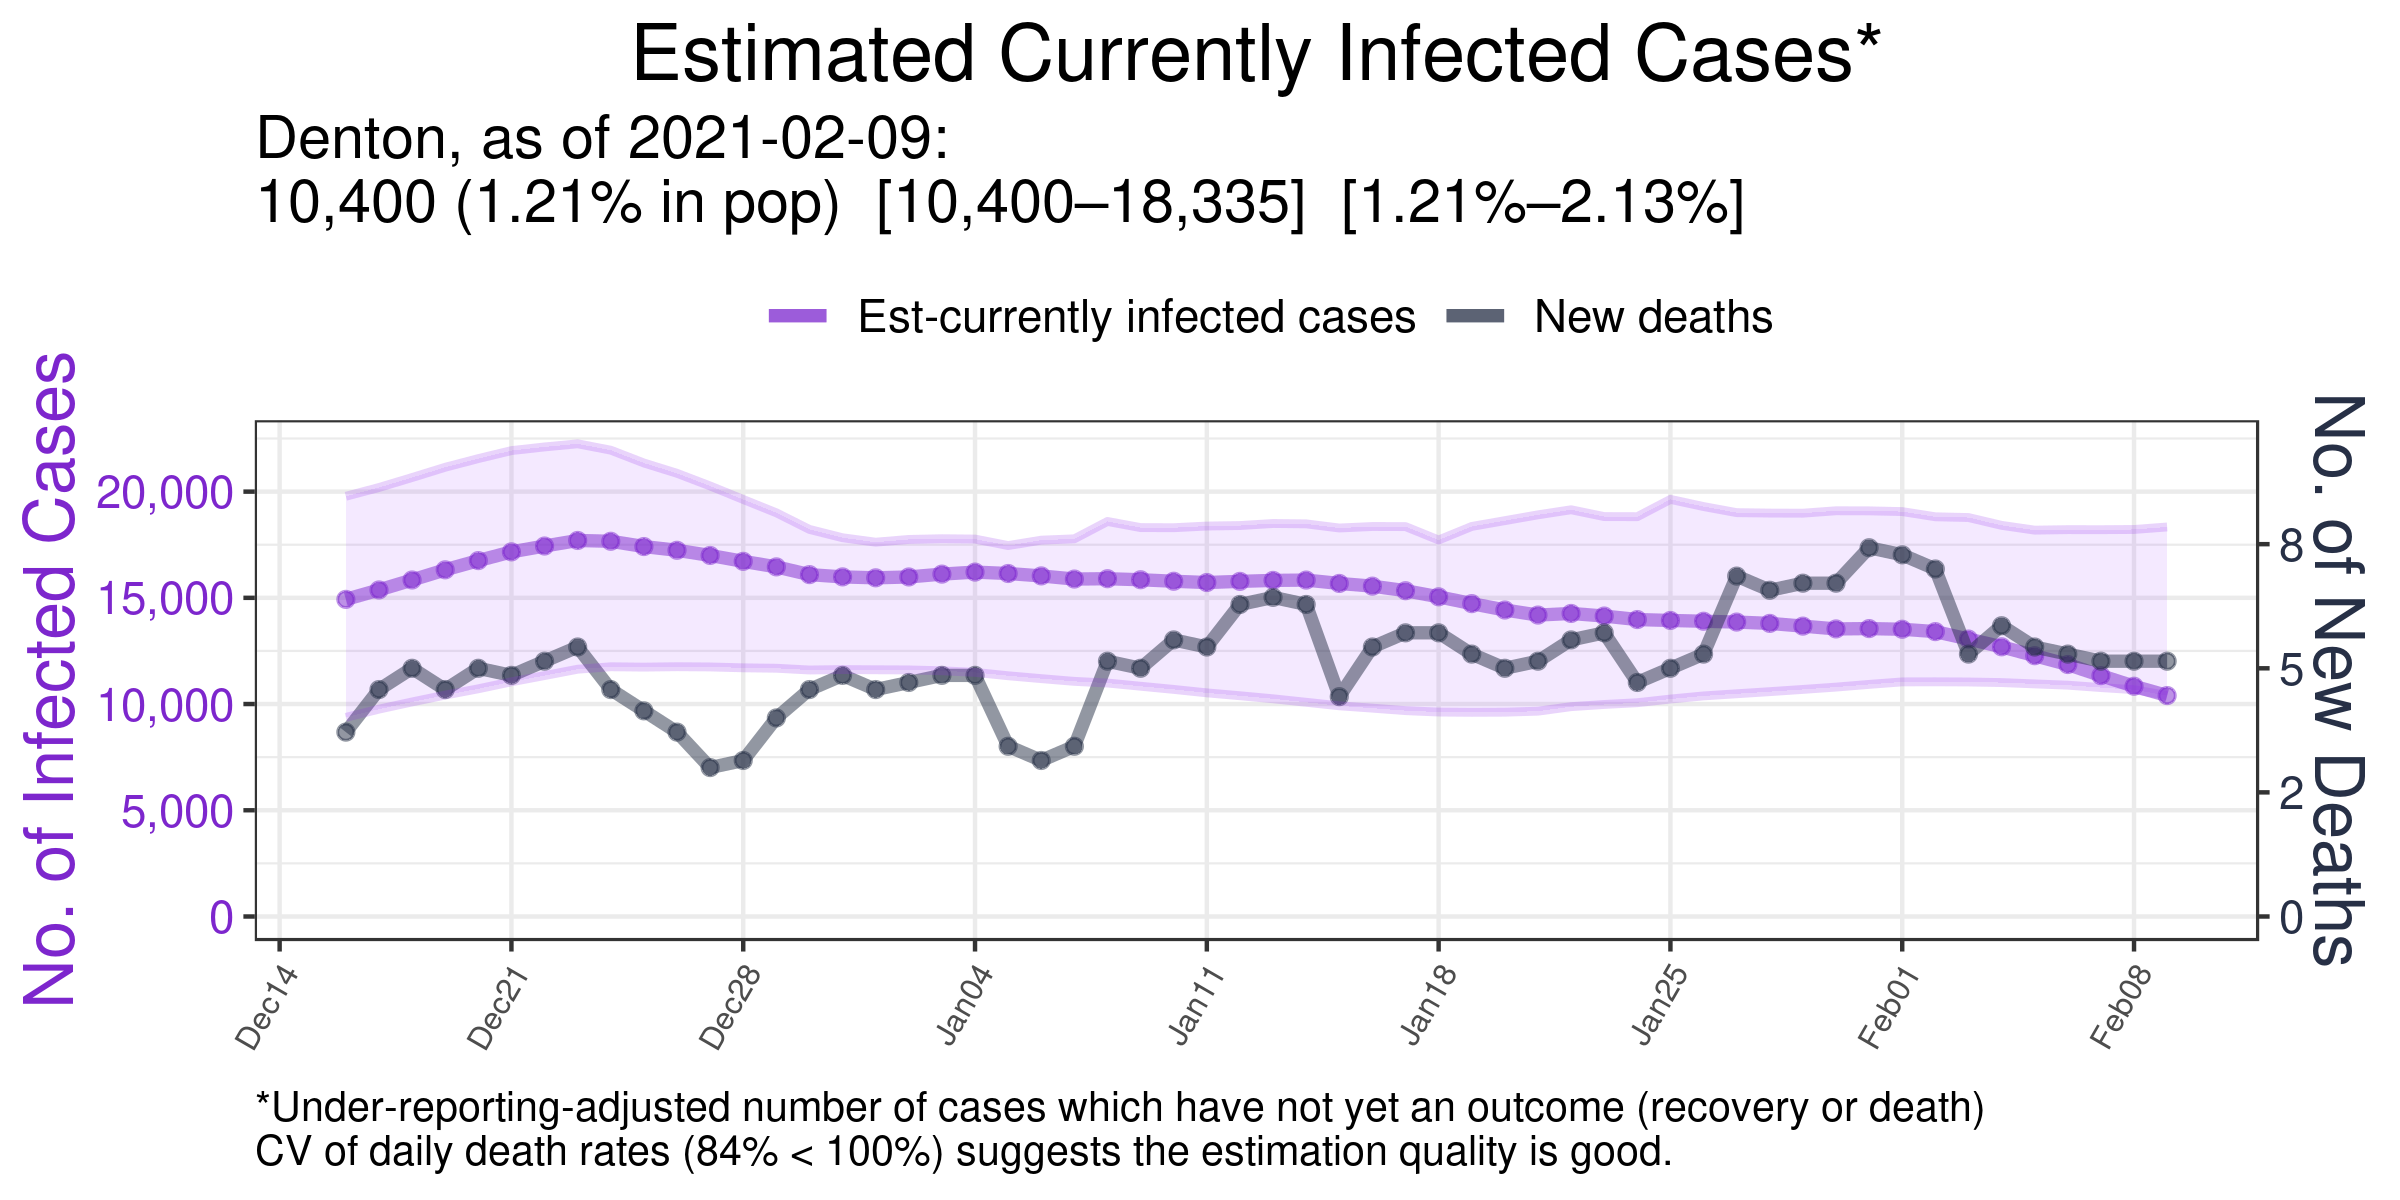 Estimated Currently Infected Cases*
Denton, as of 2021-02-09:
10,400 (1.21% in pop)  [10,400–18,335]  [1.21%–2.13%]
Est-currently infected cases
New deaths
No. of Infected Cases
20,000
15,000
10,000
5,000
0
No. of New Deaths
8
5
2
0
Dec14
Dec21
Dec28
Jan04
Jan11
Jan18
Jan25
Feb01
Feb08
*Under-reporting-adjusted number of cases which have not yet an outcome (recovery or death)
CV of daily death rates (84% < 100%) suggests the estimation quality is good.